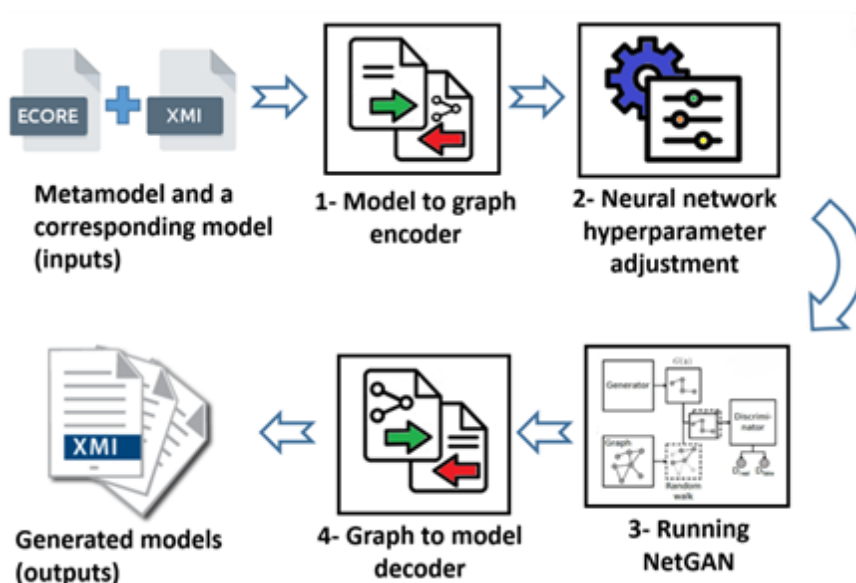 ECORE
XMI
Metamodel and a
corresponding model
(inputs)
1- Model to graph
encoder
2- Neural network
hyperparameter
adjustment
Generator
G(z)
Discrimi-
nator
Graph
Random
walk
3- Running
NetGAN
4- Graph to model
decoder
XMI
Generated models
(outputs)